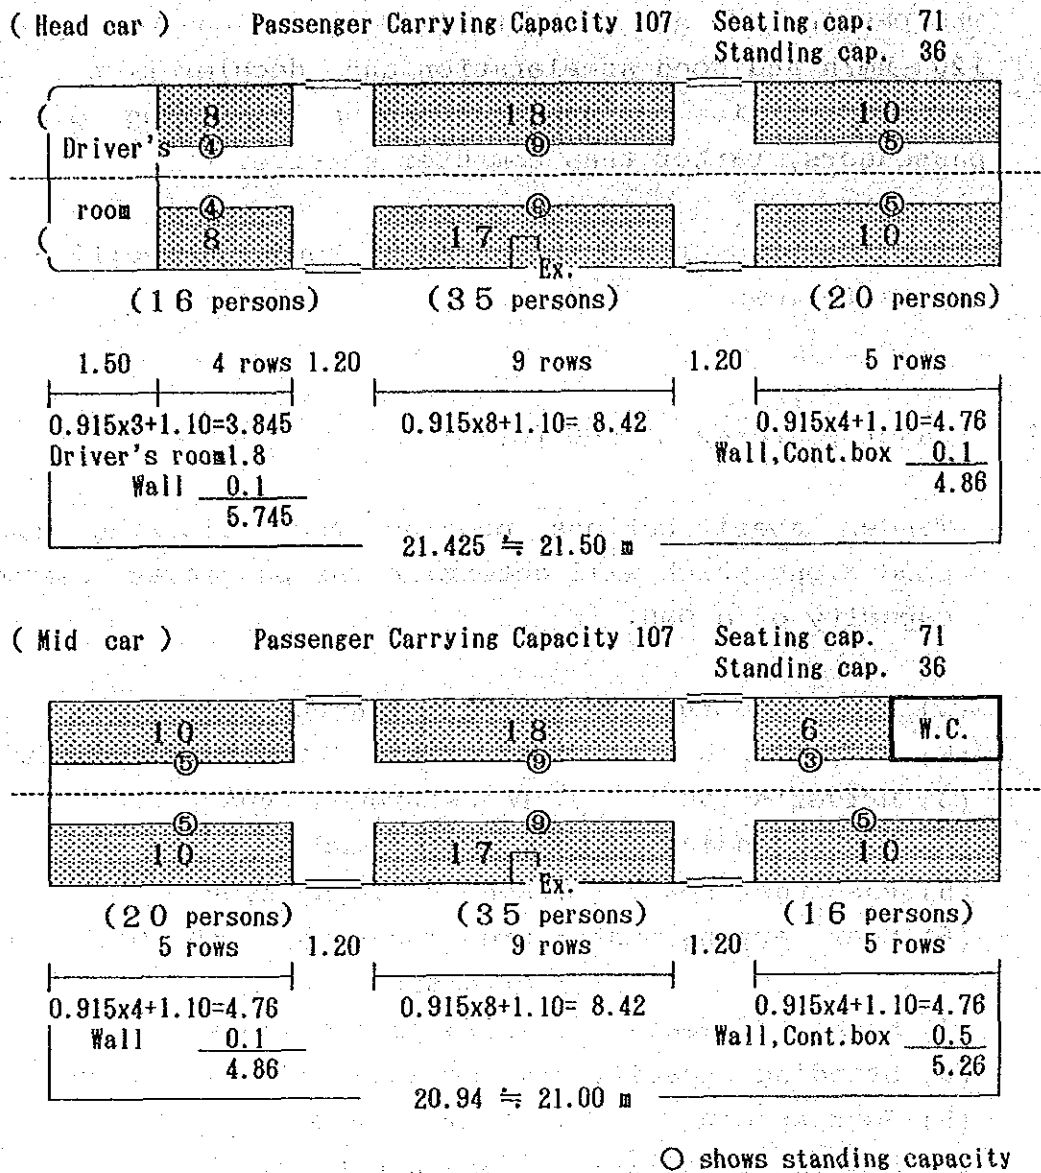 ( Head car ) Passenger Carrying Capacity 107 Seating cap. 71
Standing cap. 36
8 18 10
Driver's ④ ⑨ ⑤
room ④ ⑨ ⑤
8 17 10
Ex.
(16 persons) (35 persons) (20 persons)
1.50 4 rows 1.20 9 rows 1.20 5 rows
0.915x3+1.10=3.845 0.915x8+1.10= 8.42 0.915x4+1.10=4.76
Driver's room1.8 Wall,Cont.box 0.1
Wall 0.1 4.86
5.745
21.425 ≒ 21.50 m
( Mid car ) Passenger Carrying Capacity 107 Seating cap. 71
Standing cap. 36
10 18 6 W.C.
⑤ ⑨ ③
⑤ ⑨ ⑤
10 17 10
Ex.
(20 persons) (35 persons) (16 persons)
5 rows 1.20 9 rows 1.20 5 rows
0.915x4+1.10=4.76 0.915x8+1.10= 8.42 0.915x4+1.10=4.76
Wall 0.1 Wall,Cont.box 0.5
4.86 5.26
20.94 ≒ 21.00 m
○ shows standing capacity